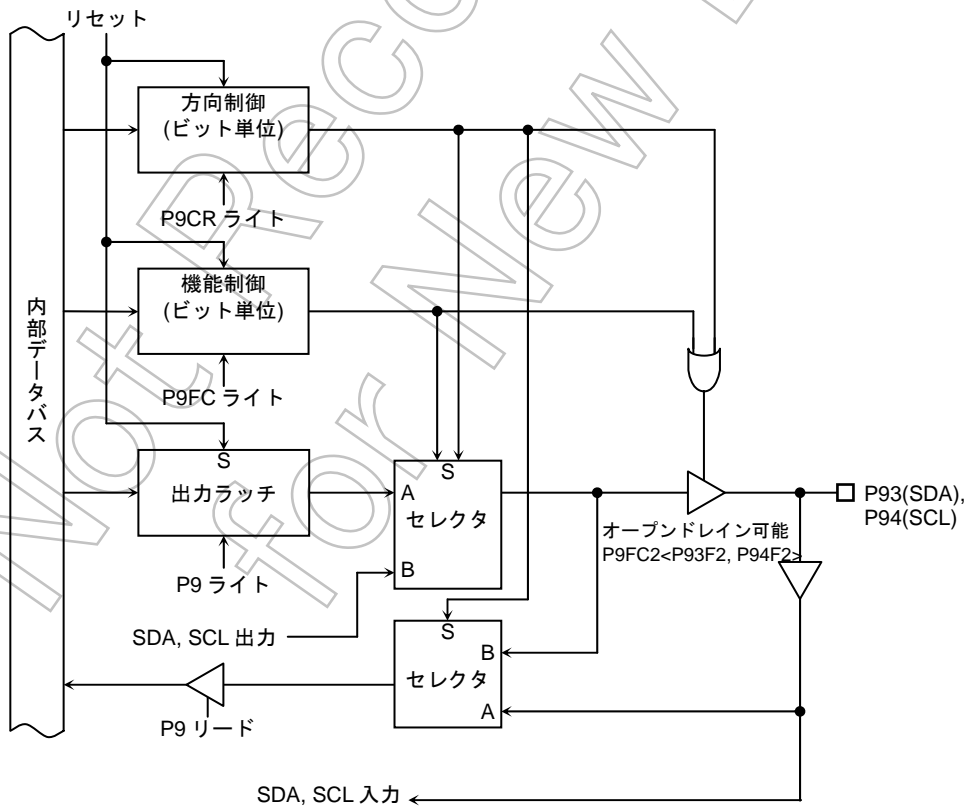 リセット
方向制御
(ビット単位)
P9CR ライト
機能制御
(ビット単位)
P9FC ライト
内部データバス
S
出力ラッチ
P9 ライト
S
A
セレクタ
B
オープンドレイン可能
P9FC2<P93F2, P94F2>
P93(SDA),
P94(SCL)
SDA, SCL 出力
S
B
セレクタ
A
P9 リード
SDA, SCL 入力
Not Reco
for New